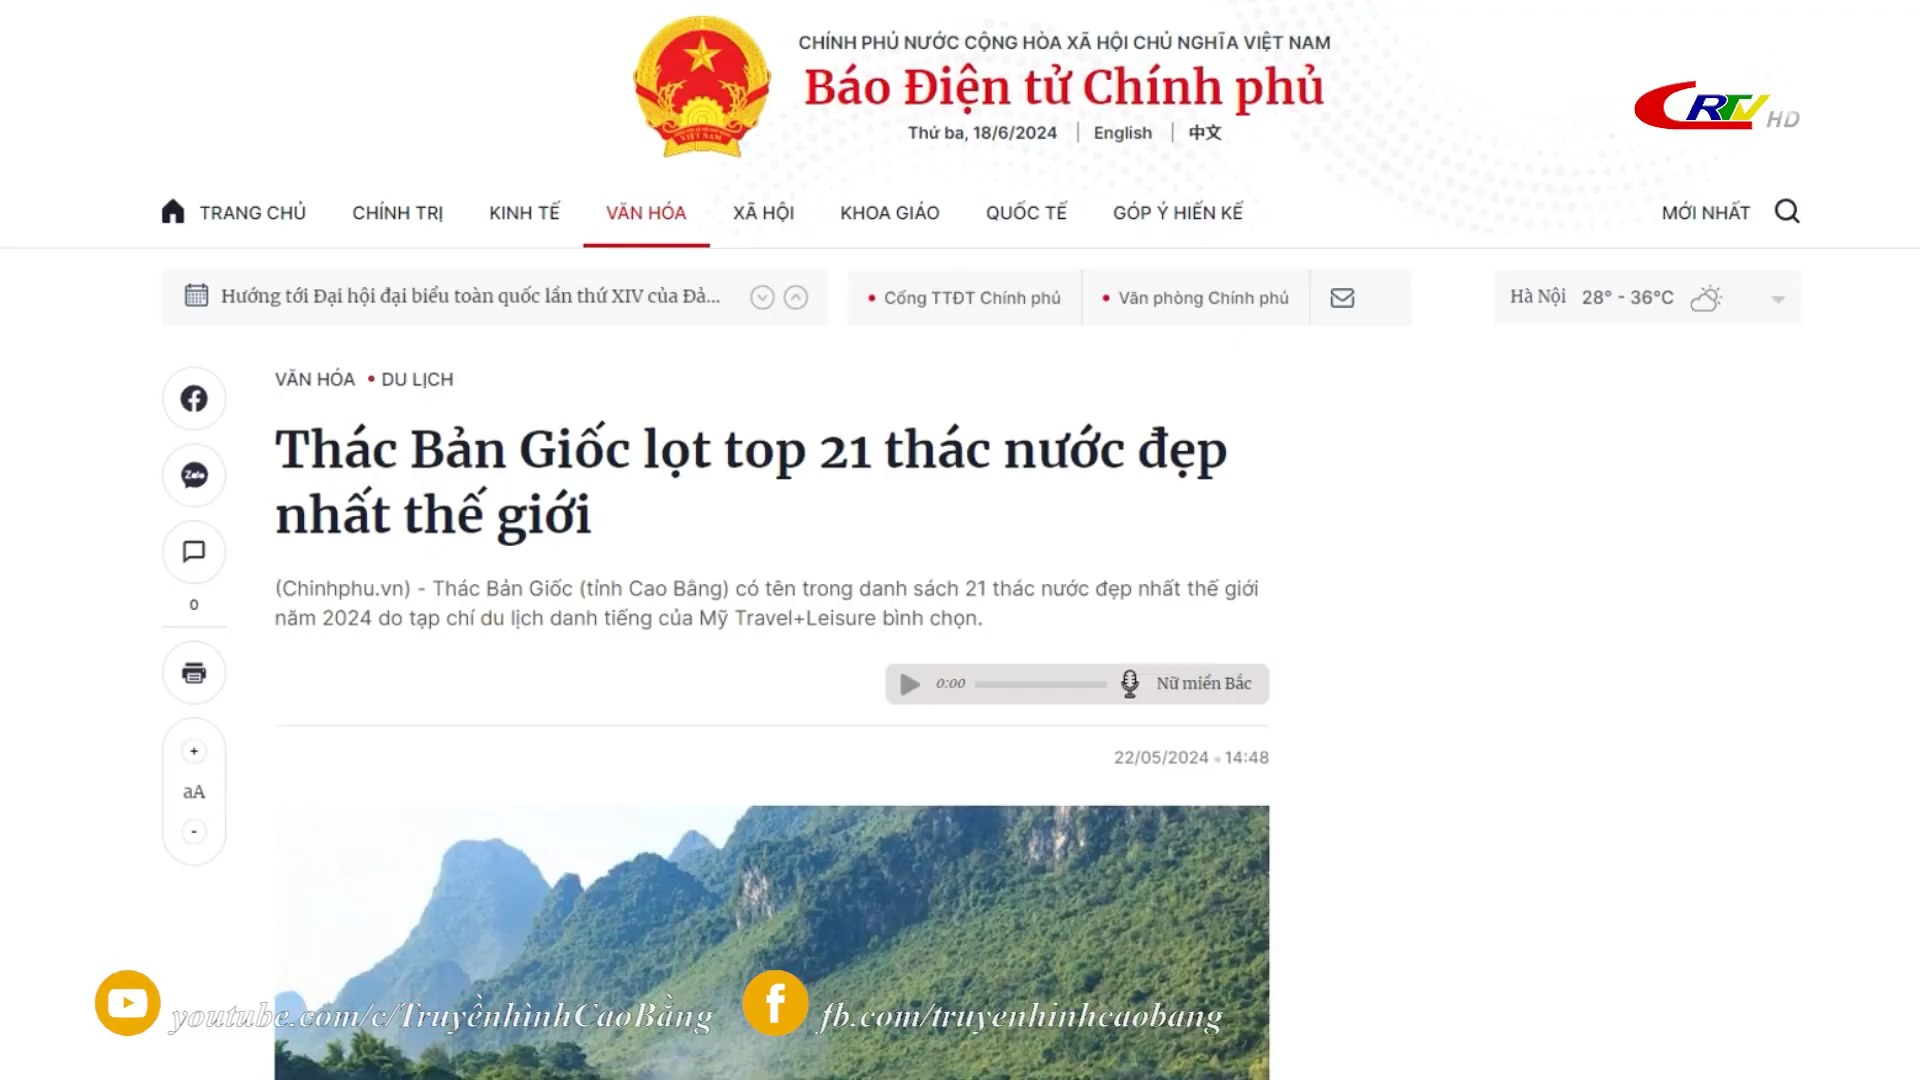 CHÍNH PHỦ NƯỚC CỘNG HÒA XÃ HỘI CHỦ NGHĨA VIỆT NAM
Báo Điện tử Chính phủ
Thứ ba, 18/6/2024 | English | 中文
CRTV HD
VIỆT NAM
TRANG CHỦ CHÍNH TRỊ KINH TẾ VĂN HÓA XÃ HỘI KHOA GIÁO QUỐC TẾ GÓP Ý HIẾN KẾ MỚI NHẤT
Hướng tới Đại hội đại biểu toàn quốc lần thứ XIV của Đả... • Cổng TTĐT Chính phủ • Văn phòng Chính phủ Hà Nội 28° - 36°C
VĂN HÓA • DU LỊCH
Thác Bản Giốc lọt top 21 thác nước đẹp
nhất thế giới
Zalo
(Chinhphu.vn) - Thác Bản Giốc (tỉnh Cao Bằng) có tên trong danh sách 21 thác nước đẹp nhất thế giới
năm 2024 do tạp chí du lịch danh tiếng của Mỹ Travel+Leisure bình chọn.
0
0:00 Nữ miền Bắc
22/05/2024 • 14:48
+
aA
-
youtube.com/c/TruyềnhìnhCaoBằng fb.com/truyenhinhcaobang